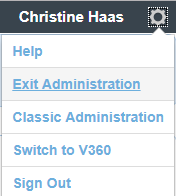 Christine Haas
Help
Exit Administration
Classic Administration
Switch to V360
Sign Out